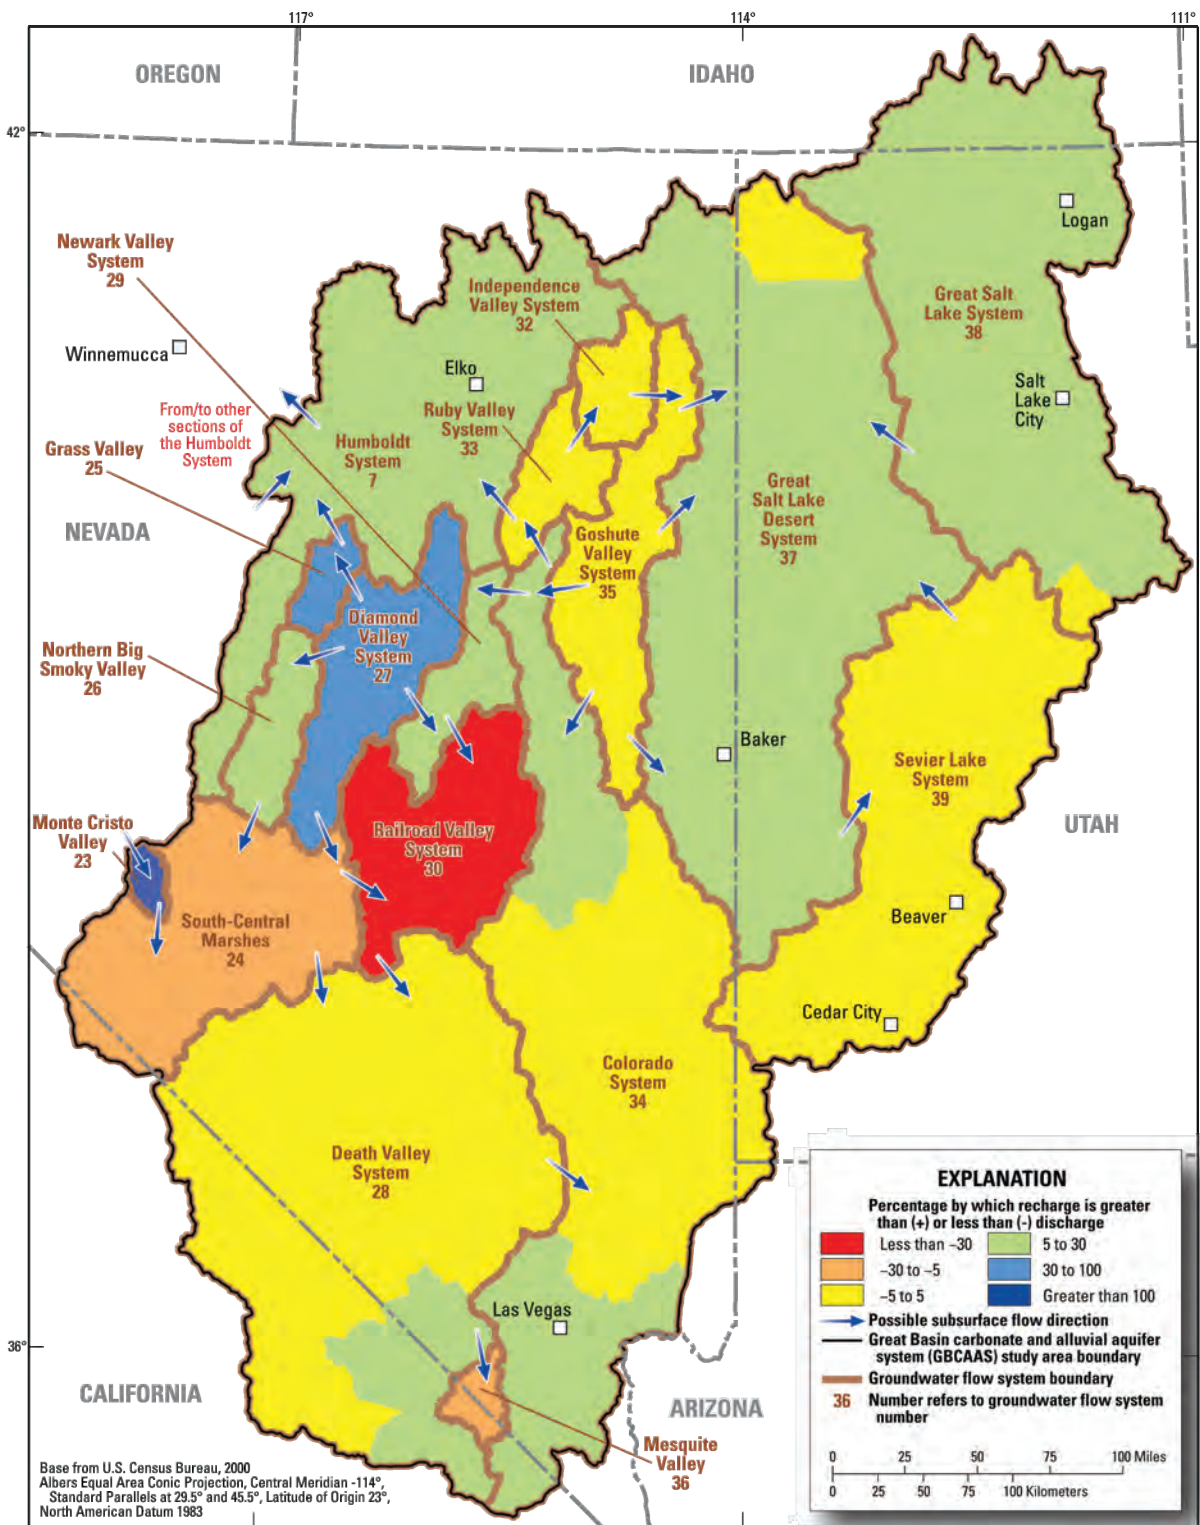 117°
114°
111°
OREGON
IDAHO
42°
Logan
Newark Valley
System
29
Independence
Valley System
32
Great Salt
Lake System
38
Winnemucca
Elko
Salt
Lake
City
From/to other
sections of
the Humboldt
System
Ruby Valley
System
33
Grass Valley
25
Humboldt
System
7
Great
Salt Lake
Desert
System
37
NEVADA
Goshute
Valley
System
35
Diamond
Valley
System
27
Northern Big
Smoky Valley
26
Baker
Sevier Lake
System
39
UTAH
Monte Cristo
Valley
23
Railroad Valley
System
30
Beaver
South-Central
Marshes
24
Cedar City
Colorado
System
34
Death Valley
System
28
Las Vegas
36°
CALIFORNIA
ARIZONA
Mesquite
Valley
36
EXPLANATION
Percentage by which recharge is greater
than (+) or less than (-) discharge
Less than −30
−30 to −5
−5 to 5
5 to 30
30 to 100
Greater than 100
Possible subsurface flow direction
Great Basin carbonate and alluvial aquifer
system (GBCAAS) study area boundary
Groundwater flow system boundary
36 Number refers to groundwater flow system
number
0 25 50 75 100 Miles
0 25 50 75 100 Kilometers
Base from U.S. Census Bureau, 2000
Albers Equal Area Conic Projection, Central Meridian -114°,
Standard Parallels at 29.5° and 45.5°, Latitude of Origin 23°,
North American Datum 1983